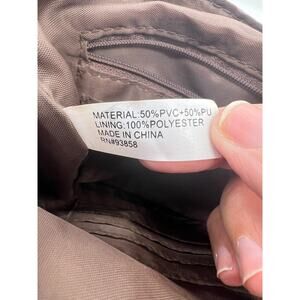 MATERIAL:50%PVC+50%PU
LINING:100%POLYESTER
MADE IN CHINA
RN#93858